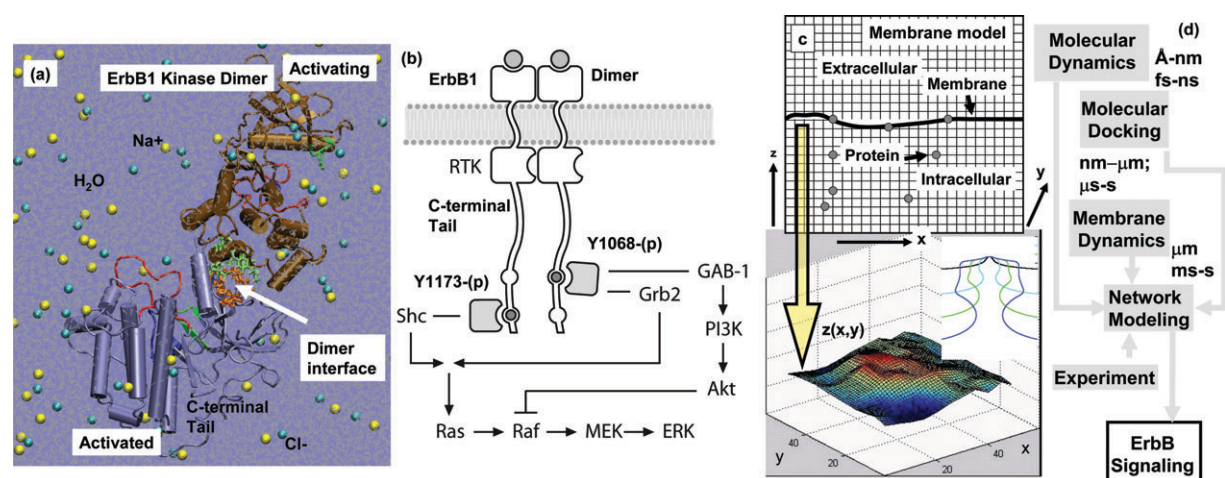 (a)
ErbB1 Kinase Dimer
Activating
Na+
H2O
Dimer
interface
C-terminal
Tail
Activated
Cl-
(b)
ErbB1
Dimer
RTK
C-terminal
Tail
Y1068-(p)
Y1173-(p)
GAB-1
Grb2
Shc
PI3K
Akt
Ras
Raf
MEK
ERK
c
Membrane model
Extracellular
Membrane
Protein
Intracellular
z
y
x
z(x,y)
40
20
y
20
40
x
(d)
Molecular
Dynamics
Å-nm
fs-ns
Molecular
Docking
nm–μm;
μs-s
Membrane
Dynamics
μm
ms-s
Network
Modeling
Experiment
ErbB
Signaling